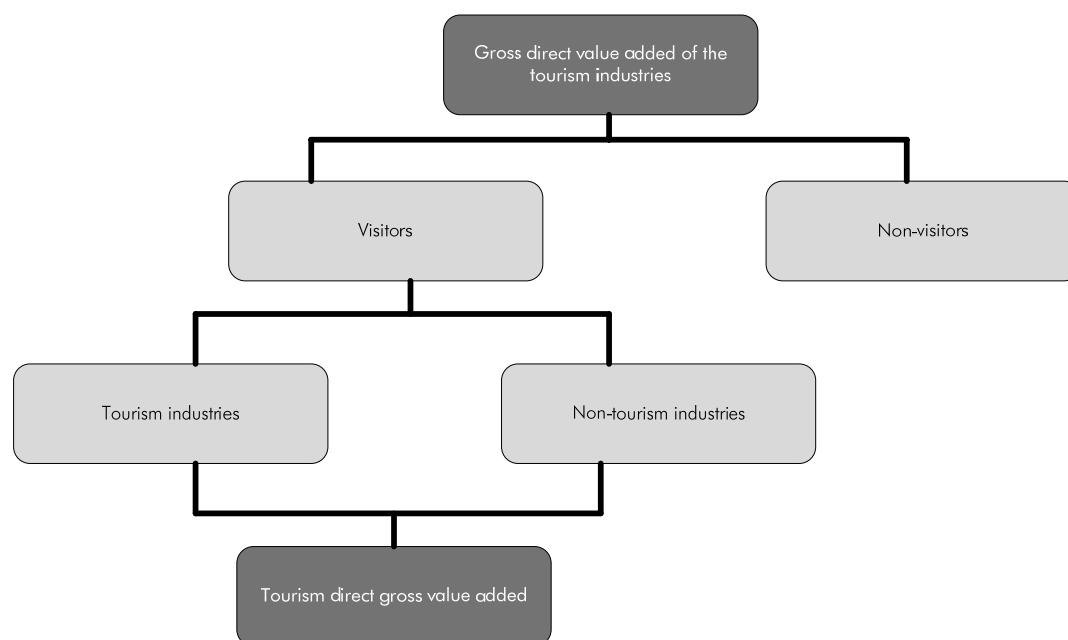 Gross direct value added of the
tourism industries
Visitors
Non-visitors
Tourism industries
Non-tourism industries
Tourism direct gross value added